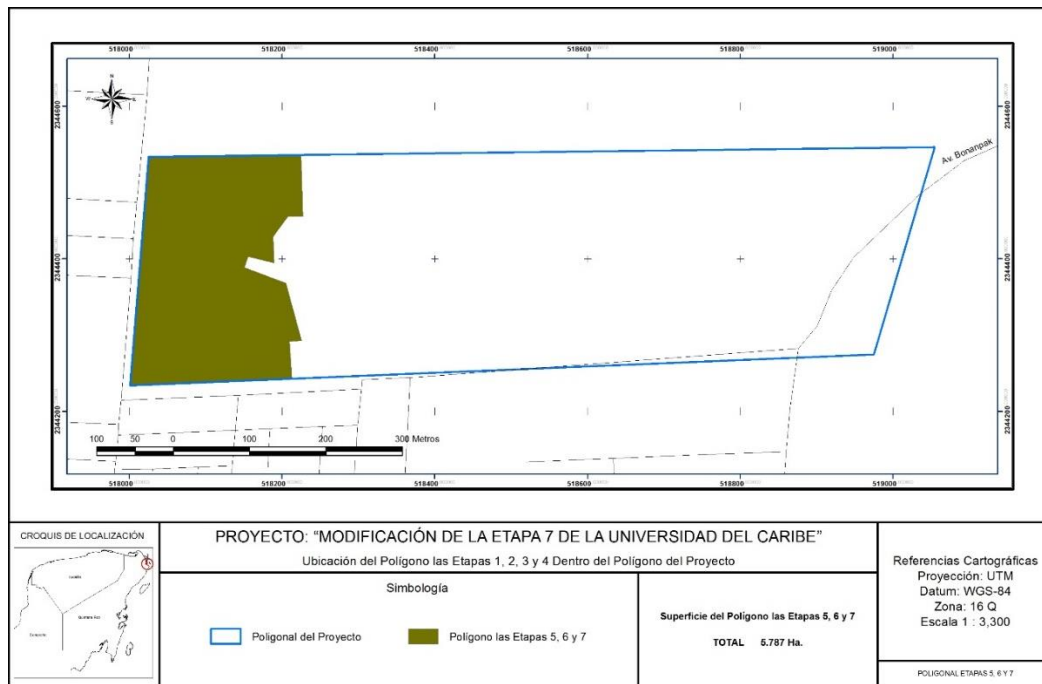 518000 518200 518400 518600 518800 519000
N
W E
S
2344600 2344600
Av. Bonanpak
2344400 2344400
2344200 2344200
100 50 0 100 200 300 Metros
518000 518200 518400 518600 518800 519000
CROQUIS DE LOCALIZACIÓN
PROYECTO: “MODIFICACIÓN DE LA ETAPA 7 DE LA UNIVERSIDAD DEL CARIBE”
Ubicación del Polígono las Etapas 1, 2, 3 y 4 Dentro del Polígono del Proyecto
Simbología
Poligonal del Proyecto
Polígono las Etapas 5, 6 y 7
Superficie del Polígono las Etapas 5, 6 y 7
TOTAL 5.787 Ha.
Referencias Cartográficas
Proyección: UTM
Datum: WGS-84
Zona: 16 Q
Escala 1 : 3,300
POLIGONAL ETAPAS 5, 6 Y 7